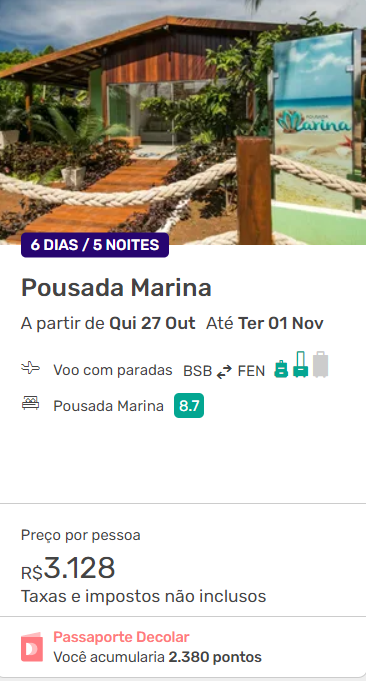 POUSADA
Marina
6 DIAS / 5 NOITES
Pousada Marina
A partir de Qui 27 Out Até Ter 01 Nov
Voo com paradas BSB FEN
Pousada Marina 8.7
Preço por pessoa
R$3.128
Taxas e impostos não inclusos
Passaporte Decolar
Você acumularia 2.380 pontos